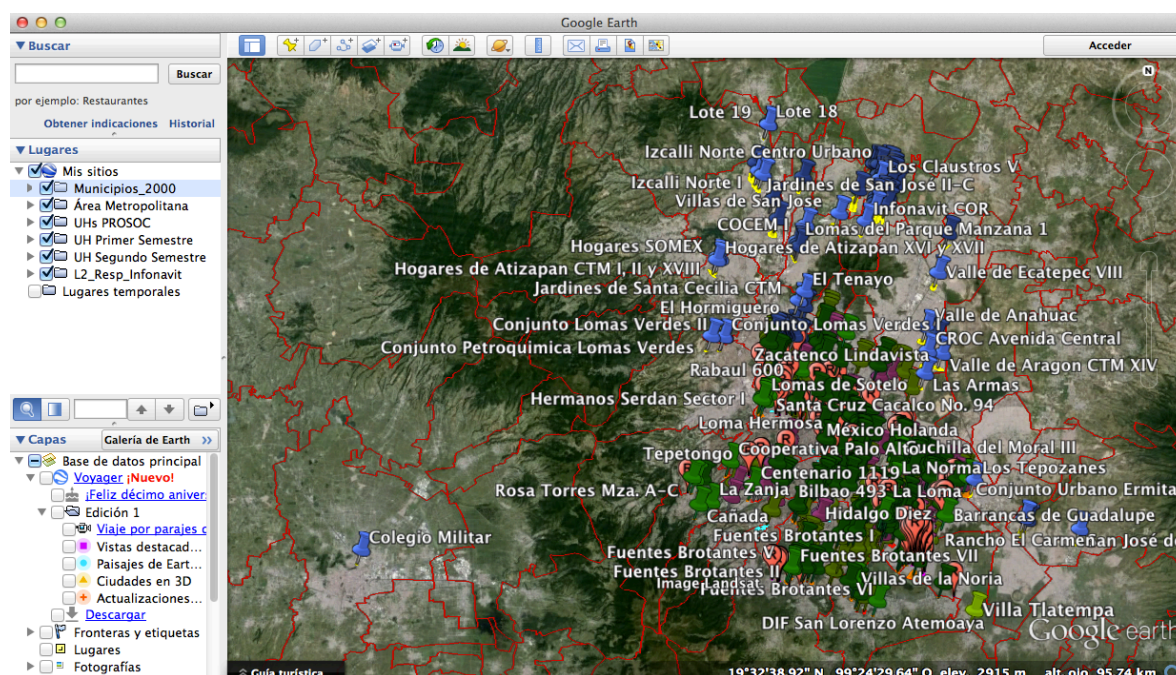 Google Earth
Buscar
Buscar
por ejemplo: Restaurantes
Obtener indicaciones Historial
Lugares
Mis sitios
Municipios_2000
Área Metropolitana
UHs PROSOC
UH Primer Semestre
UH Segundo Semestre
L2_Resp_Infonavit
Lugares temporales
Capas
Galería de Earth >>
Base de datos principal
Voyager ¡Nuevo!
¡Feliz décimo aniver
Edición 1
Viaje por parajes
Vistas destacad...
Paisajes de Eart...
Ciudades en 3D
Actualizaciones...
Descargar
Fronteras y etiquetas
Lugares
Fotografías
Acceder
N
Lote 19 Lote 18
Izcalli Norte Centro Urbano
Los Claustros V
Izcalli Norte I Jardines de San José II-C
Villas de San Jose
Infonavit COR
COCEM I Lomas del Parque Manzana 1
Hogares SOMEX Hogares de Atizapan XVI y XVII
Hogares de Atizapan CTM I, II y XVIII
Valle de Ecatepec VIII
El Tenayo
Jardines de Santa Cecilia CTM
El Hormiguero
Valle de Anahuac
Conjunto Lomas Verdes II Conjunto Lomas Verdes I
CROC Avenida Central
Conjunto Petroquimica Lomas Verdes
Zacatenco Lindavista
Rabaul 600
Valle de Aragon CTM XIV
Lomas de Sotelo Las Armas
Hermanos Serdan Sector I
Santa Cruz Cacalco No. 94
Loma Hermosa
México Holanda
Tepetongo Cooperativa Palo Alto Cuchilla del Moral III
Centenario 1119 La Norma Los Tepozanes
Rosa Torres Mza. A-C La Zanja Bilbao 493 La Loma Conjunto Urbano Ermita
Cañada Hidalgo Diez Barrancas de Guadalupe
Colegio Militar
Fuentes Brotantes I
Rancho El Carmen San José de
Fuentes Brotantes V Fuentes Brotantes VII
Fuentes Brotantes II Villas de la Noria
Image Landsat
Fuentes Brotantes VI
Villa Tlatempa
DIF San Lorenzo Atemoaya
Google earth
Guía turística
19°32'38.92" N 99°24'29.64" O elev. 2915 m alt. ojo 95.74 km